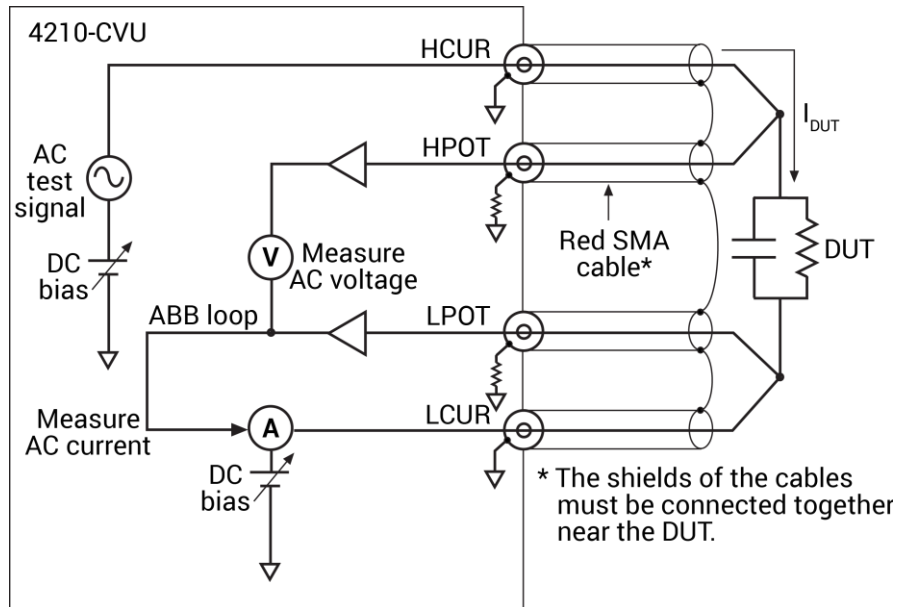 4210-CVU
HCUR
I_DUT
HPOT
AC
test
signal
Red SMA
cable*
V
Measure
AC voltage
DUT
DC
bias
ABB loop
LPOT
Measure
AC current
A
LCUR
DC
bias
* The shields of the cables
must be connected together
near the DUT.